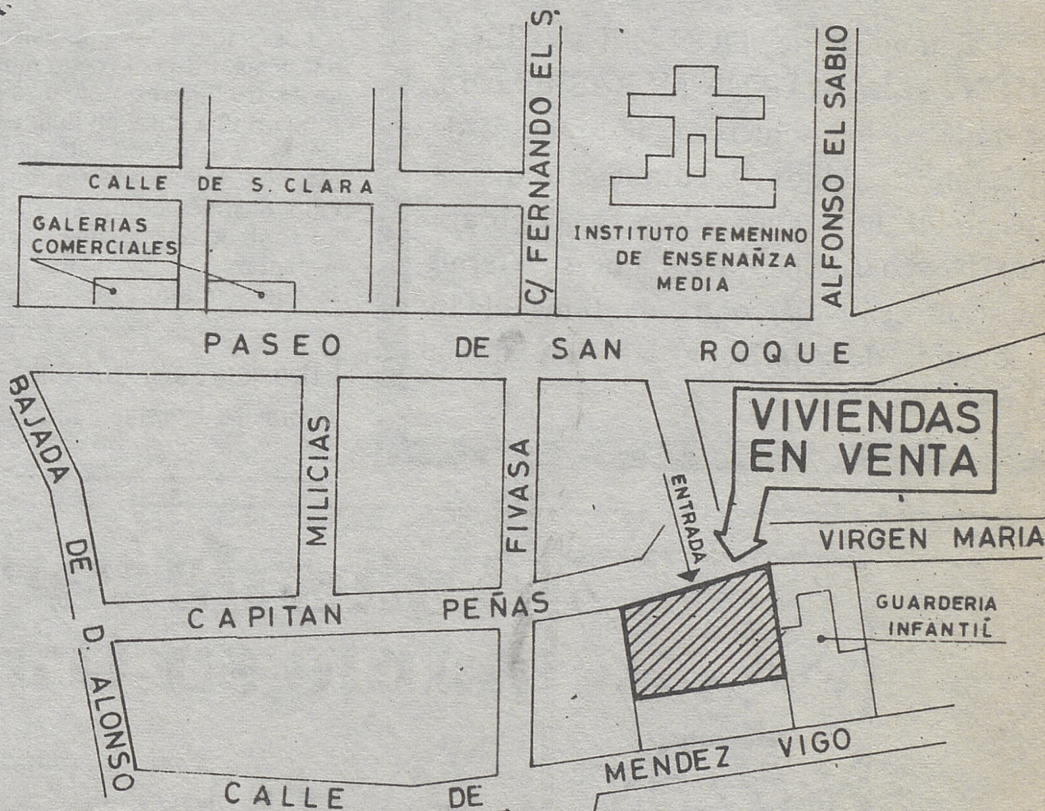 C/ FERNANDO EL S.
ALFONSO EL SABIO
CALLE DE S. CLARA
GALERIAS
COMERCIALES
INSTITUTO FEMENINO
DE ENSEÑANZA
MEDIA
PASEO DE SAN ROQUE
BAJADA DE D. ALONSO
MILICIAS
FIVASA
ENTRADA
VIVIENDAS
EN VENTA
VIRGEN MARIA
CAPITAN PEÑAS
GUARDERIA
INFANTIL
CALLE DE MENDEZ VIGO